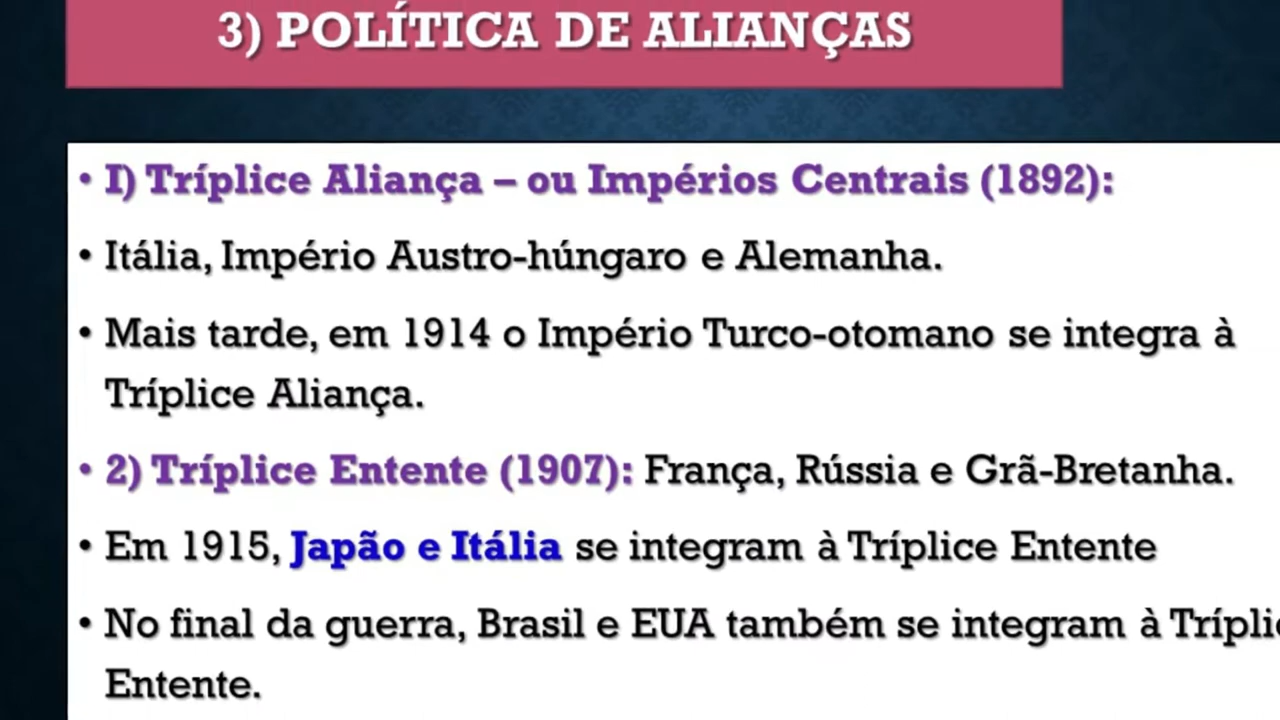 3) POLÍTICA DE ALIANÇAS
• I) Tríplice Aliança – ou Impérios Centrais (1892):
• Itália, Império Austro-húngaro e Alemanha.
• Mais tarde, em 1914 o Império Turco-otomano se integra à
Tríplice Aliança.
• 2) Tríplice Entente (1907): França, Rússia e Grã-Bretanha.
• Em 1915, Japão e Itália se integram à Tríplice Entente
• No final da guerra, Brasil e EUA também se integram à
Entente.